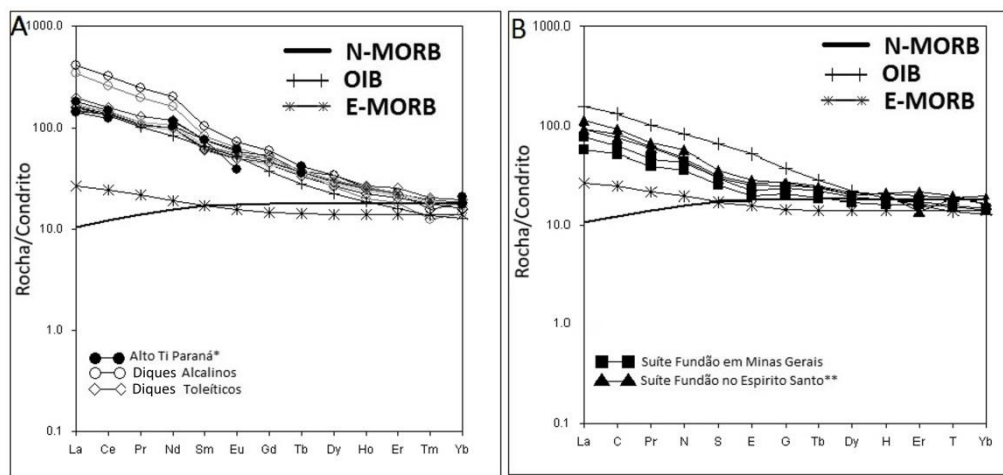 A
1000.0
100.0
10.0
1.0
0.1
Rocha/Condrito
N-MORB
OIB
E-MORB
Alto Ti Paraná*
Diques Alcalinos
Diques Toleíticos
La Ce Pr Nd Sm Eu Gd Tb Dy Ho Er Tm Yb
B
1000.0
100.0
10.0
1.0
0.1
Rocha/Condrito
N-MORB
OIB
E-MORB
Suíte Fundão em Minas Gerais
Suíte Fundão no Espirito Santo**
La C Pr N S E G Tb Dy H Er T Yb